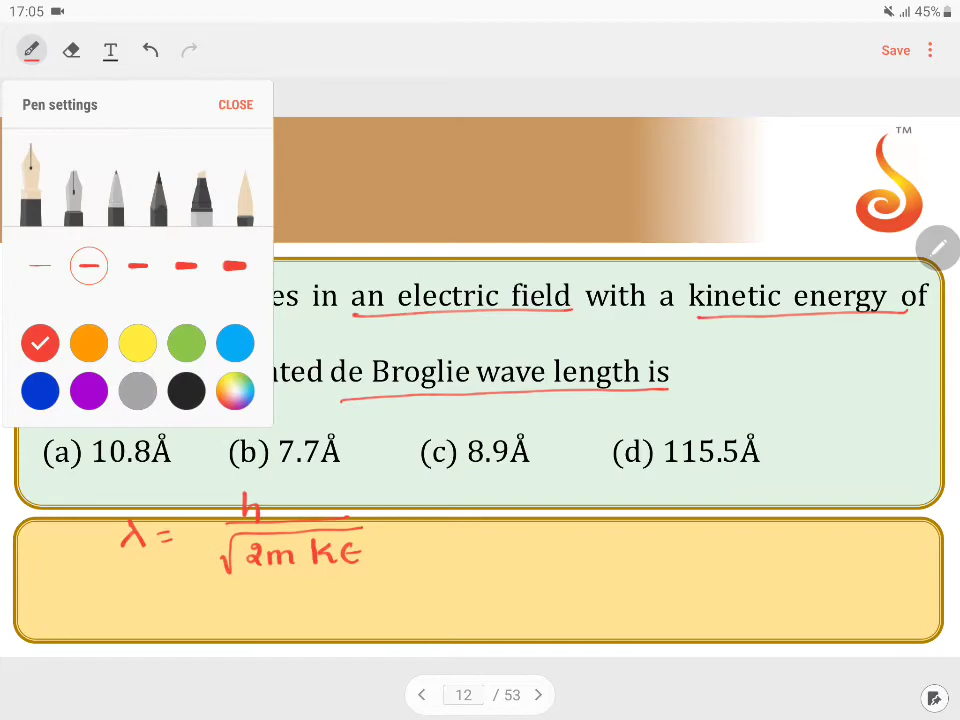 17:05 45%
T Save
Pen settings CLOSE
TM
es in an electric field with a kinetic energy of
ated de Broglie wave length is
(a) 10.8Å (b) 7.7Å (c) 8.9Å (d) 115.5Å
λ = h / √2m KE
12 / 53